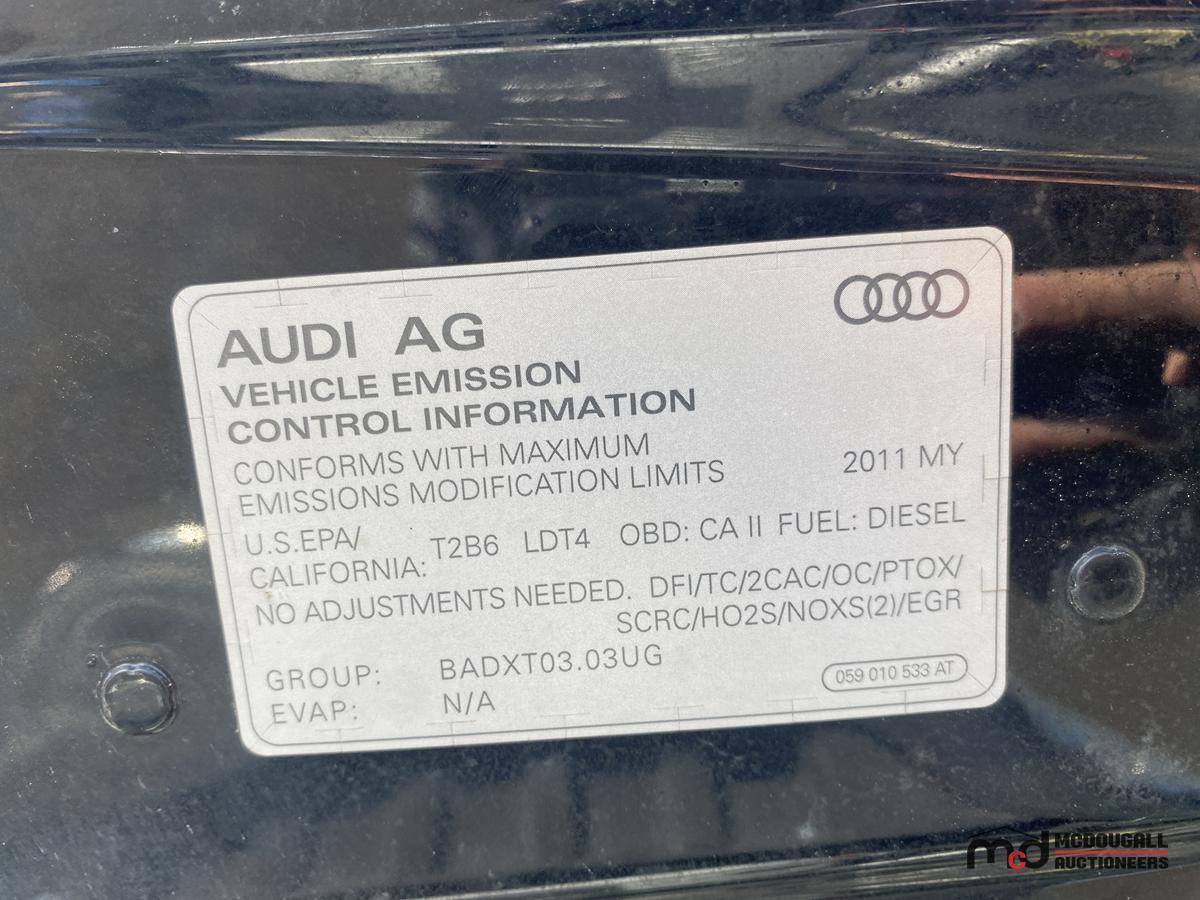 AUDI AG
VEHICLE EMISSION
CONTROL INFORMATION
CONFORMS WITH MAXIMUM
EMISSIONS MODIFICATION LIMITS 2011 MY
U.S.EPA/
CALIFORNIA: T2B6 LDT4 OBD: CA II FUEL: DIESEL
NO ADJUSTMENTS NEEDED. DFI/TC/2CAC/OC/PTOX/
SCRC/HO2S/NOXS(2)/EGR
GROUP: BADXT03.03UG
EVAP: N/A
059 010 533 AT
mcd MCDOUGALL
AUCTIONEERS